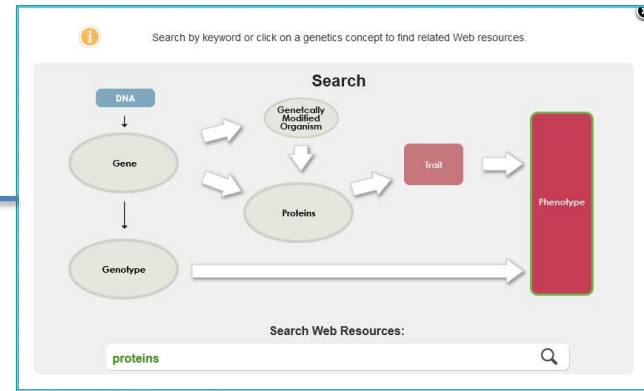 i
Search by keyword or click on a genetics concept to find related Web resources.
Search
DNA
Genetcally
Modified
Organism
Gene
Trait
Proteins
Phenotype
Genotype
Search Web Resources:
proteins